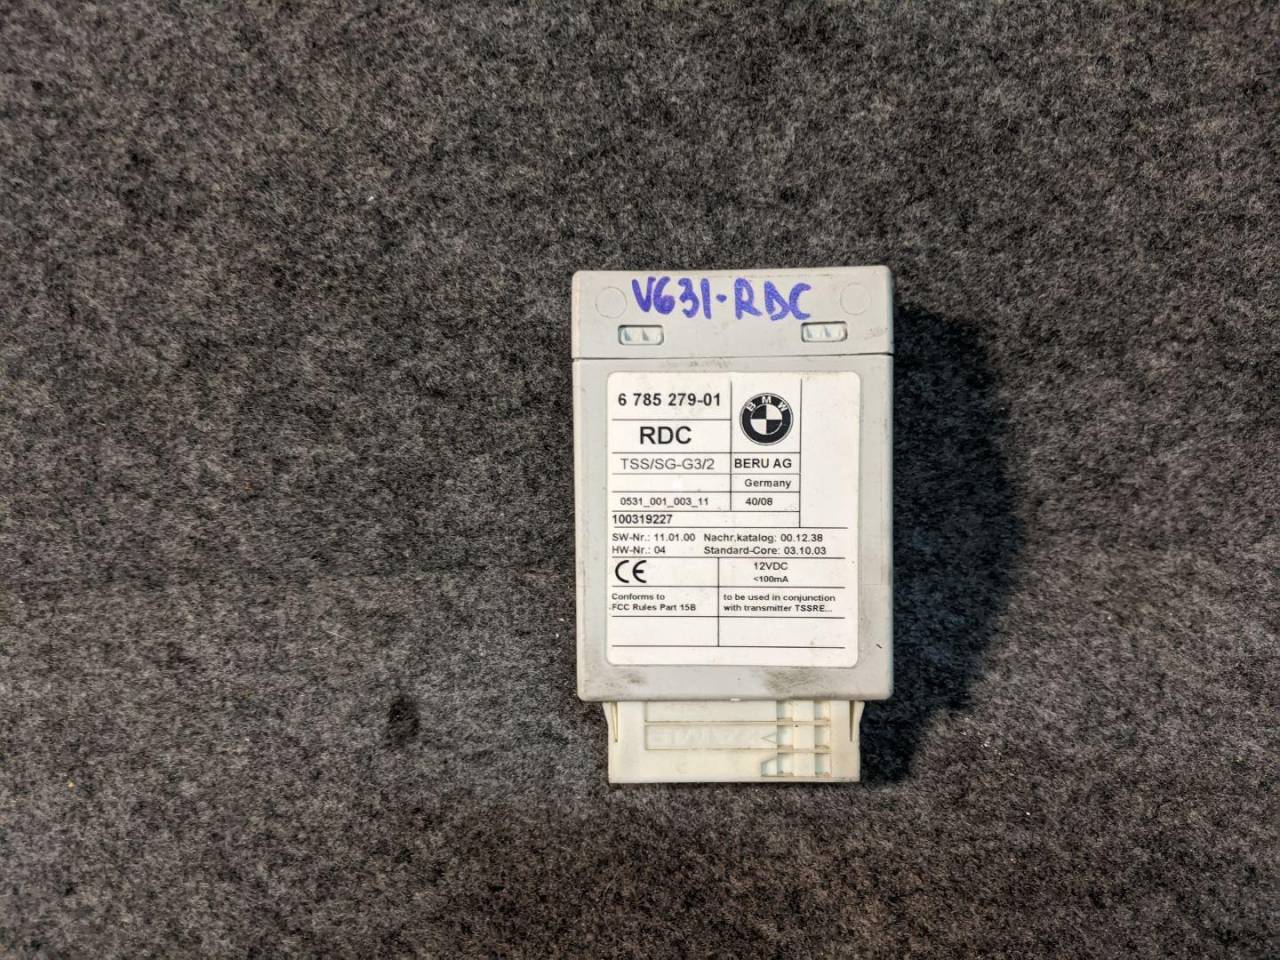 V631-RDC
6 785 279-01
BMW
RDC
TSS/SG-G3/2
BERU AG
Germany
0531_001_003_11
40/08
100319227
SW-Nr.: 11.01.00 Nachr.katalog: 00.12.38
HW-Nr.: 04 Standard-Core: 03.10.03
CE
12VDC
<100mA
Conforms to
FCC Rules Part 15B
to be used in conjunction
with transmitter TSSRE...